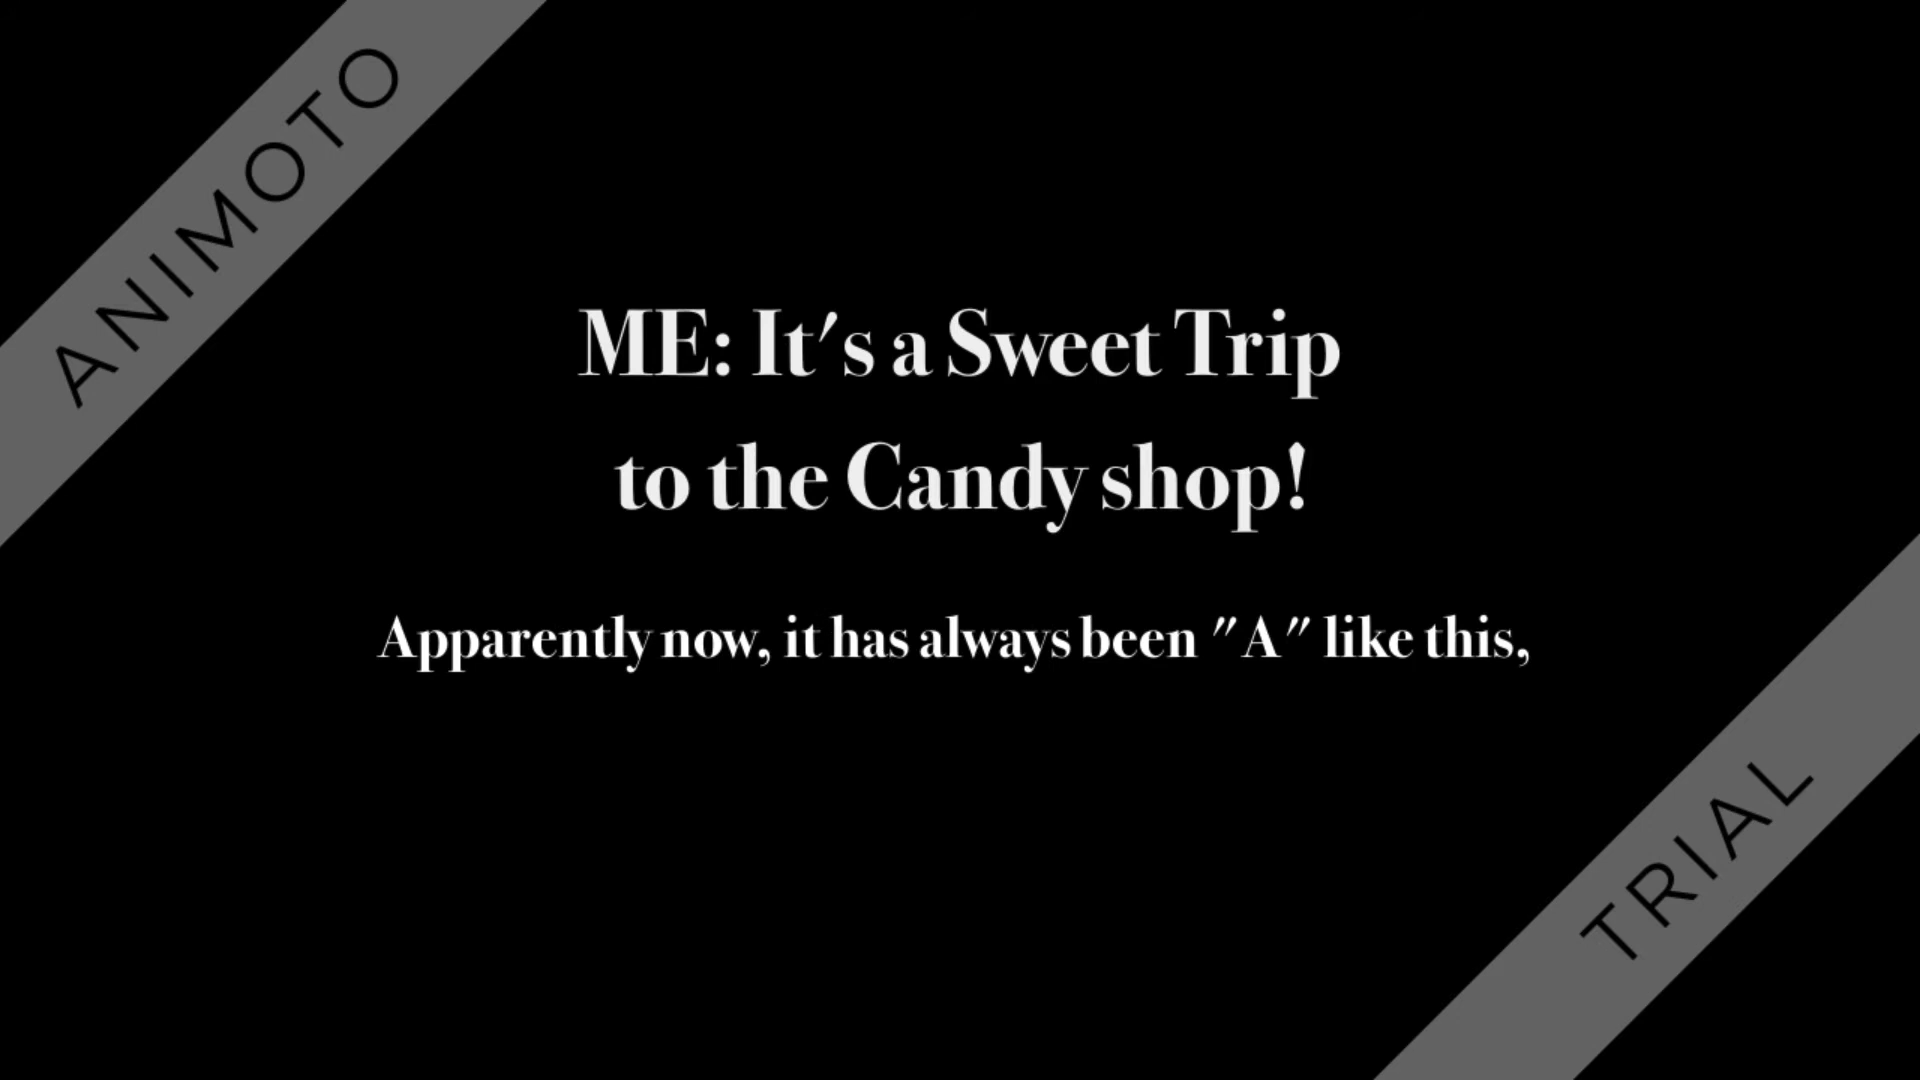 ANIMOTO
ME: It's a Sweet Trip
to the Candy shop!
Apparently now, it has always been "A" like this,
TRIAL